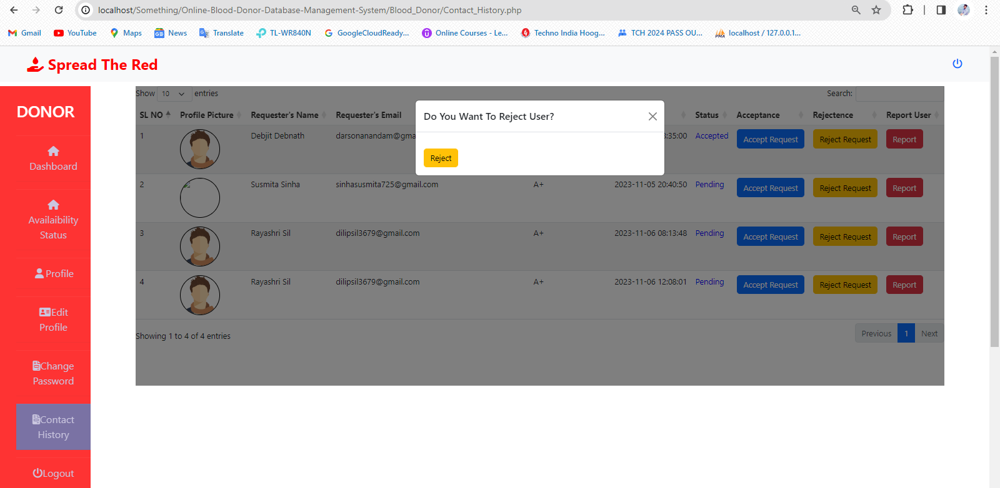 localhost/Something/Online-Blood-Donor-Database-Management-System/Blood_Donor/Contact_History.php
Gmail YouTube Maps News Translate TL-WR840N GoogleCloudReady... Online Courses - Le... Techno India Hoog... TCH 2024 PASS OU... localhost / 127.0.0.1...
Spread The Red
DONOR
Dashboard
Availaibility
Status
Profile
Edit
Profile
Change
Password
Contact
History
Logout
Show 10 entries Search:
SL NO Profile Picture Requester's Name Requester's Email Status Acceptance Rejectence Report User
1 Debjit Debnath darsonanandam@gma :35:00 Accepted Accept Request Reject Request Report
2 Susmita Sinha sinhasusmita725@gmail.com A+ 2023-11-05 20:40:50 Pending Accept Request Reject Request Report
3 Rayashri Sil dilipsil3679@gmail.com A+ 2023-11-06 08:13:48 Pending Accept Request Reject Request Report
4 Rayashri Sil dilipsil3679@gmail.com A+ 2023-11-06 12:08:01 Pending Accept Request Reject Request Report
Showing 1 to 4 of 4 entries Previous 1 Next
Do You Want To Reject User?
Reject